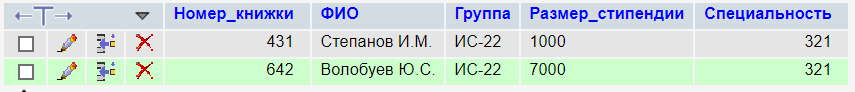 Номер_книжки ФИО Группа Размер_стипендии Специальность
431 Степанов И.М. ИС-22 1000 321
642 Волобуев Ю.С. ИС-22 7000 321